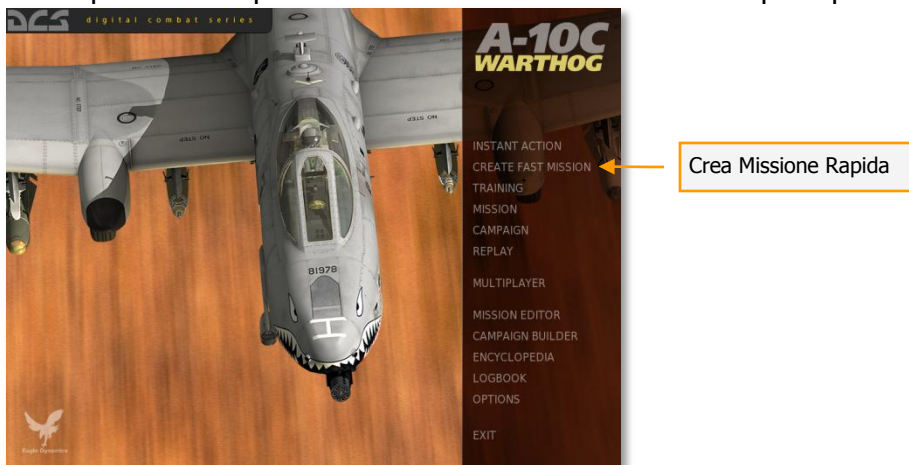 DCS digital combat series
A-10C
WARTHOG
INSTANT ACTION
CREATE FAST MISSION
Crea Missione Rapida
TRAINING
MISSION
CAMPAIGN
REPLAY
MULTIPLAYER
MISSION EDITOR
CAMPAIGN BUILDER
ENCYCLOPEDIA
LOGBOOK
OPTIONS
EXIT
NO STEP
NO STEP
81978
Eagle Dynamics